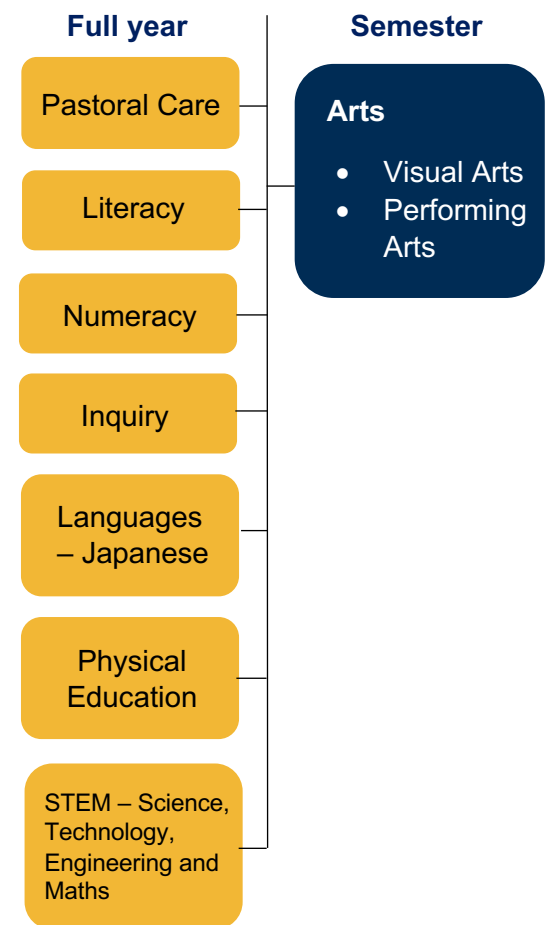 Full year
Pastoral Care
Literacy
Numeracy
Inquiry
Languages
– Japanese
Physical
Education
STEM – Science,
Technology,
Engineering and
Maths
Semester
Arts
• Visual Arts
• Performing
Arts